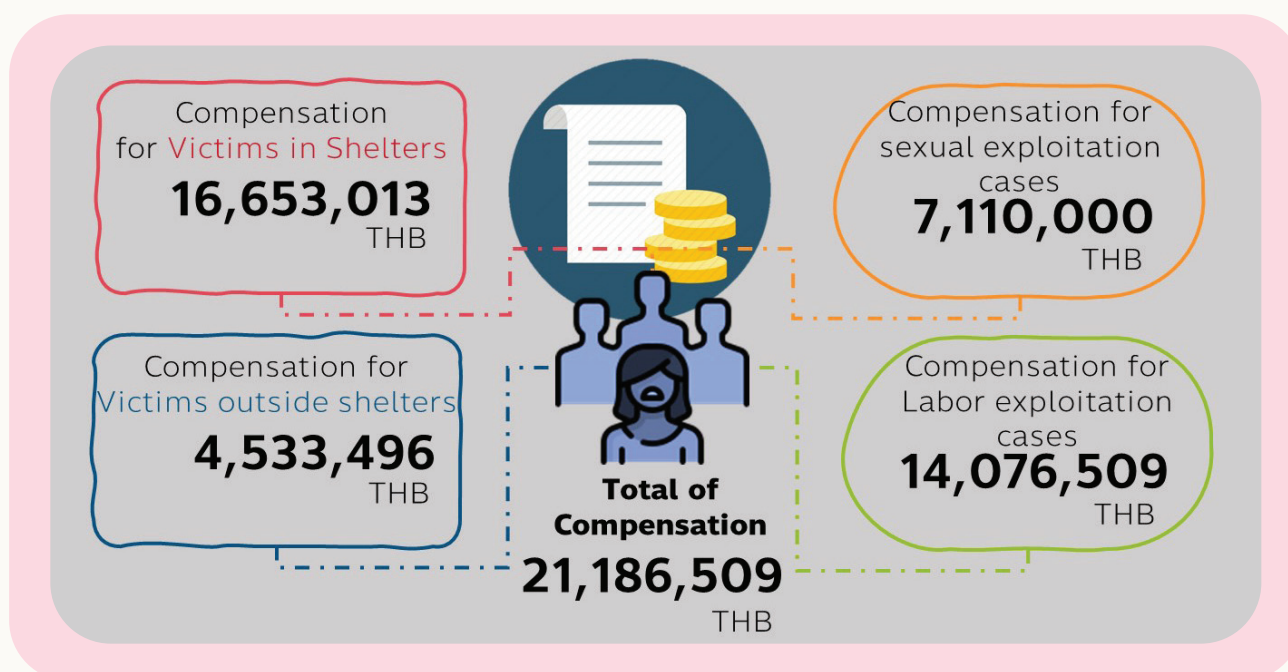 Compensation
for Victims in Shelters
16,653,013
THB
Compensation for
Victims outside shelters
4,533,496
THB
Total of
Compensation
21,186,509
THB
Compensation for
sexual exploitation
cases
7,110,000
THB
Compensation for
Labor exploitation
cases
14,076,509
THB